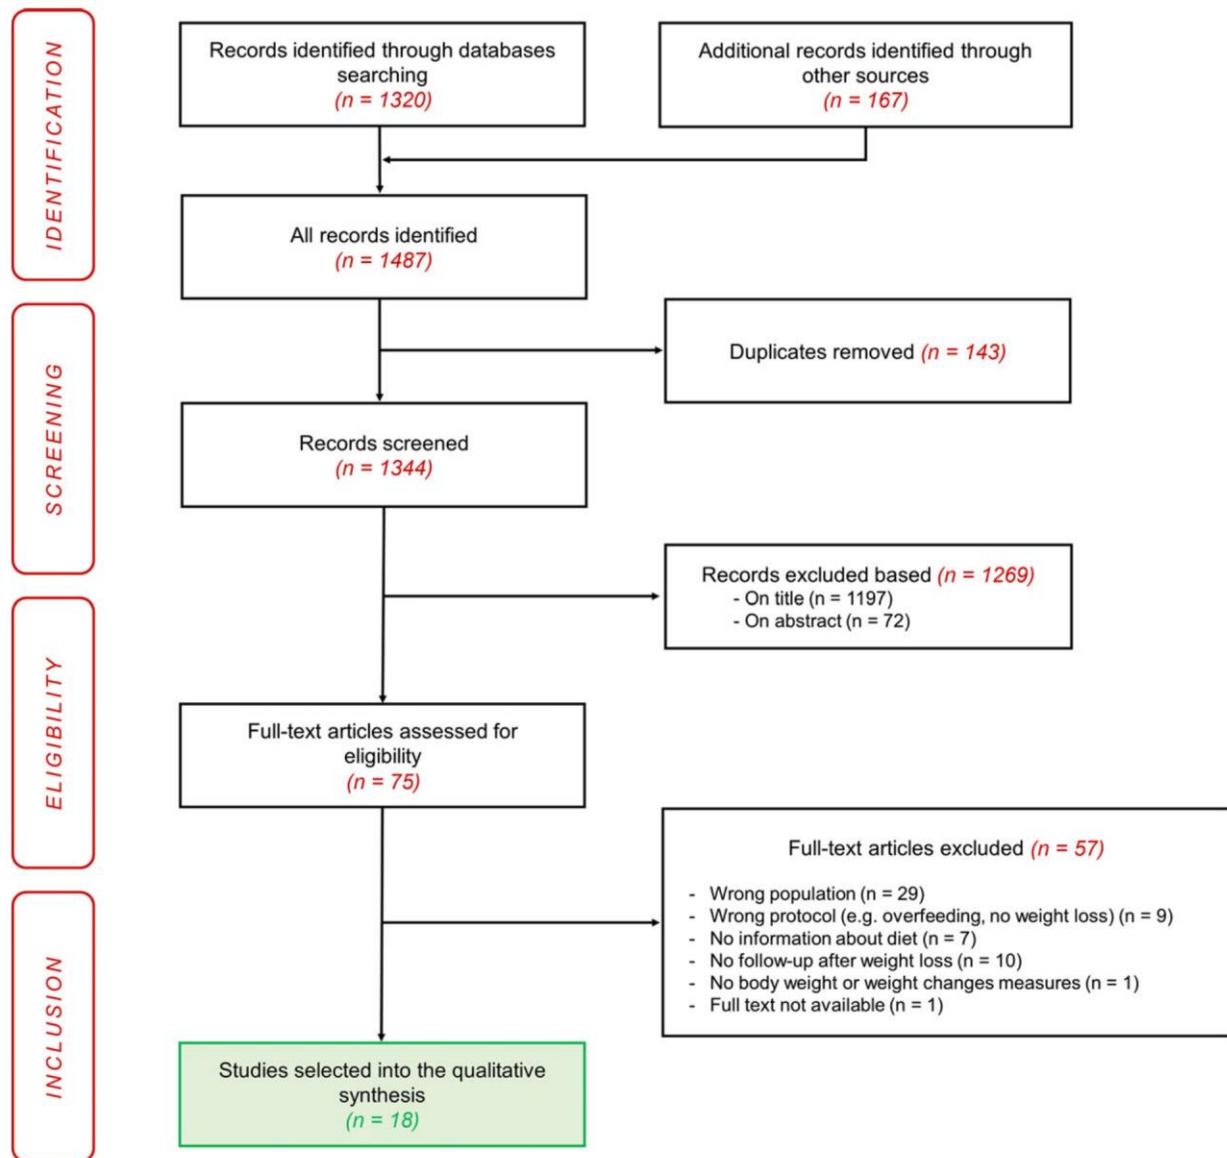 IDENTIFICATION
Records identified through databases
searching
(n = 1320)
Additional records identified through
other sources
(n = 167)
All records identified
(n = 1487)
SCREENING
Duplicates removed (n = 143)
Records screened
(n = 1344)
Records excluded based (n = 1269)
- On title (n = 1197)
- On abstract (n = 72)
ELIGIBILITY
Full-text articles assessed for
eligibility
(n = 75)
Full-text articles excluded (n = 57)
- Wrong population (n = 29)
- Wrong protocol (e.g. overfeeding, no weight loss) (n = 9)
- No information about diet (n = 7)
- No follow-up after weight loss (n = 10)
- No body weight or weight changes measures (n = 1)
- Full text not available (n = 1)
INCLUSION
Studies selected into the qualitative
synthesis
(n = 18)